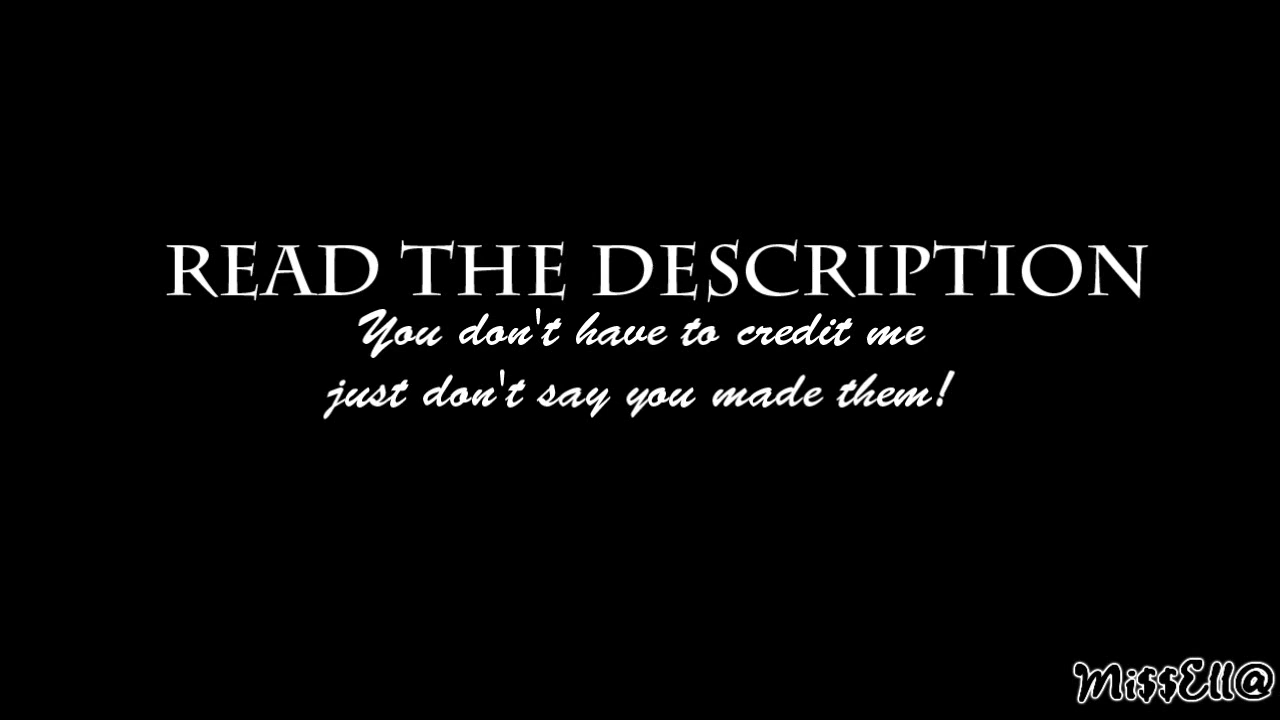 READ THE DESCRIPTION
You don't have to credit me
just don't say you made them!
Mi$$Ell@